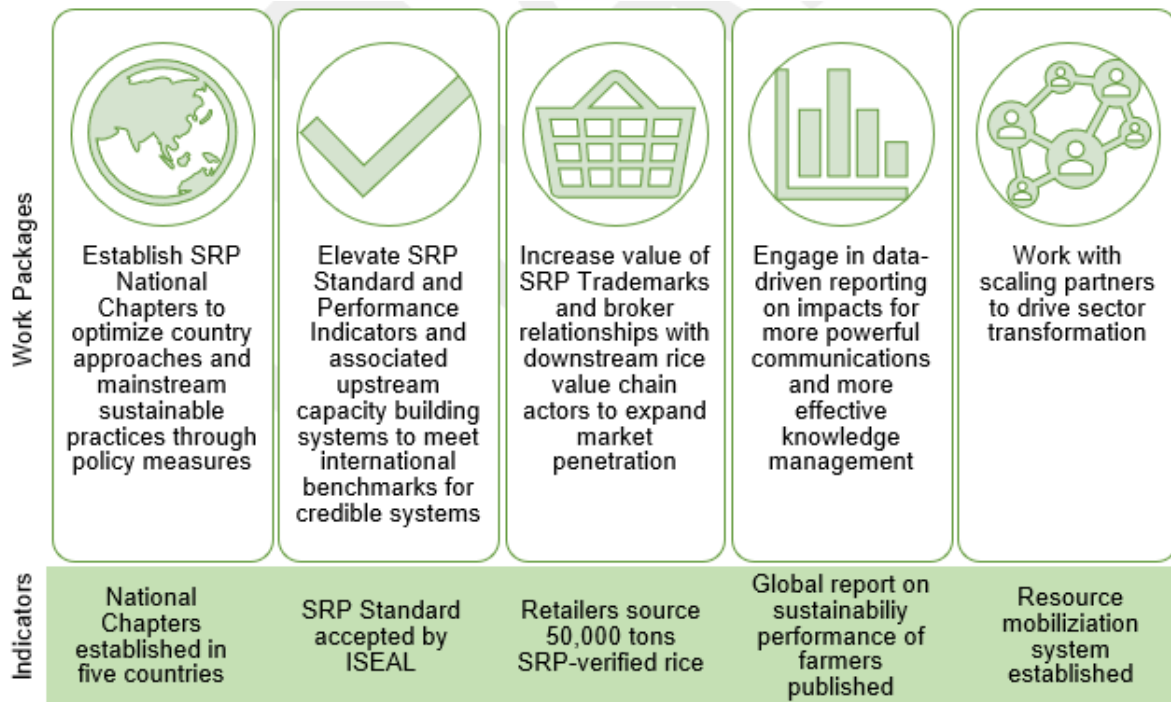 Work Packages
Establish SRP
National
Chapters to
optimize country
approaches and
mainstream
sustainable
practices through
policy measures
Elevate SRP
Standard and
Performance
Indicators and
associated
upstream
capacity building
systems to meet
international
benchmarks for
credible systems
Increase value of
SRP Trademarks
and broker
relationships with
downstream rice
value chain
actors to expand
market
penetration
Engage in data-
driven reporting
on impacts for
more powerful
communications
and more
effective
knowledge
management
Work with
scaling partners
to drive sector
transformation
Indicators
National
Chapters
established in
five countries
SRP Standard
accepted by
ISEAL
Retailers source
50,000 tons
SRP-verified rice
Global report on
sustainabiliy
performance of
farmers
published
Resource
mobiliziation
system
established